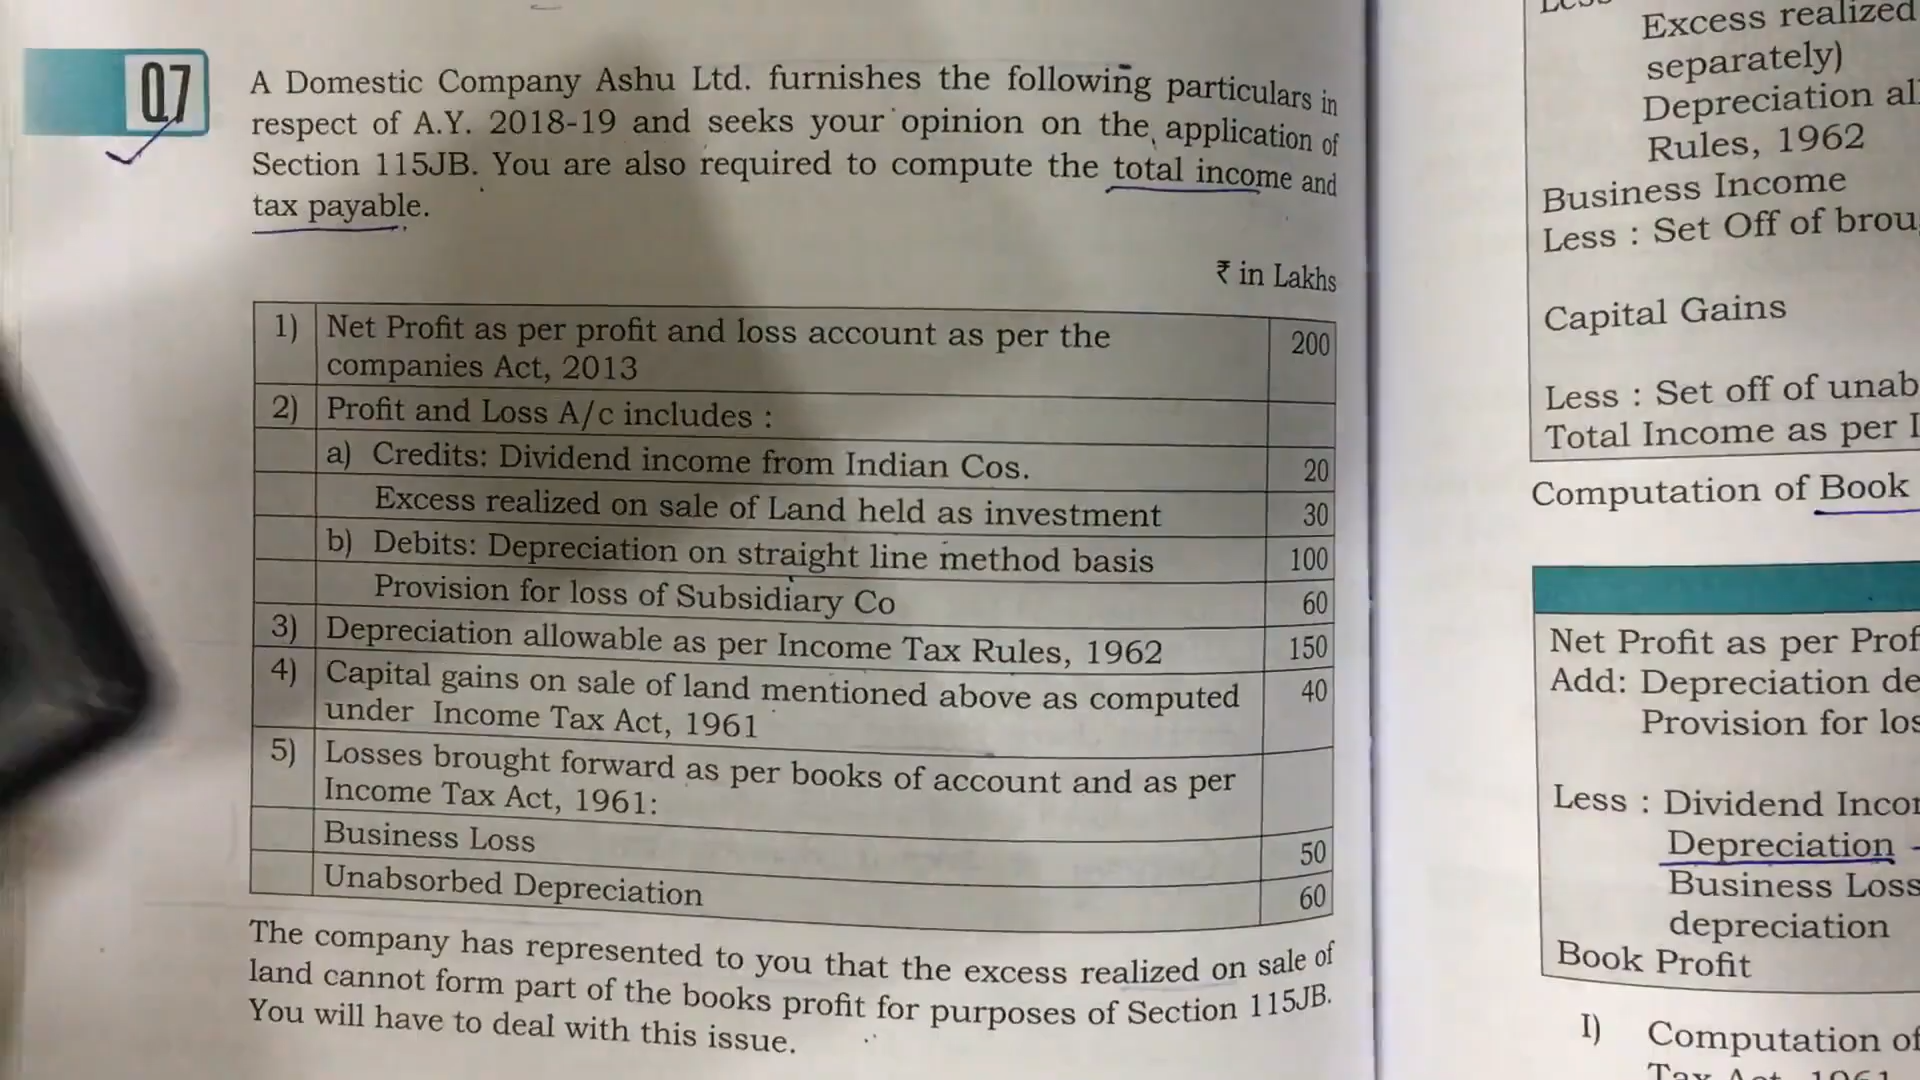 Q7
A Domestic Company Ashu Ltd. furnishes the following particulars in
respect of A.Y. 2018-19 and seeks your opinion on the application of
Section 115JB. You are also required to compute the total income and
tax payable.
₹ in Lakhs
1) Net Profit as per profit and loss account as per the
companies Act, 2013 200
2) Profit and Loss A/c includes :
a) Credits: Dividend income from Indian Cos. 20
Excess realized on sale of Land held as investment 30
b) Debits: Depreciation on straight line method basis 100
Provision for loss of Subsidiary Co 60
3) Depreciation allowable as per Income Tax Rules, 1962 150
4) Capital gains on sale of land mentioned above as computed 40
under Income Tax Act, 1961
5) Losses brought forward as per books of account and as per
Income Tax Act, 1961:
Business Loss 50
Unabsorbed Depreciation 60
The company has represented to you that the excess realized on sale of
land cannot form part of the books profit for purposes of Section 115JB.
You will have to deal with this issue.
Excess realized
separately)
Depreciation
Rules, 1962
Business Income
Less : Set Off of
Capital Gains
Less : Set off of
Total Income as per
Computation of Book
Net Profit as per
Add: Depreciation
Provision for
Less : Dividend
Depreciation
Business
depreciation
Book Profit
I) Computation